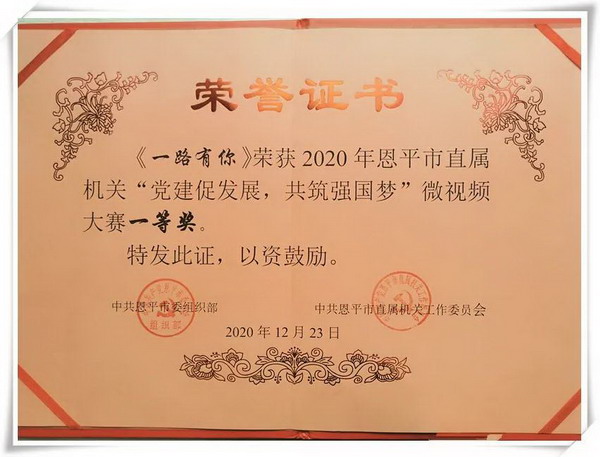 荣誉证书
《一路有你》荣获2020年恩平市直属
机关“党建促发展，共筑强国梦”微视频
大赛一等奖。
特发此证，以资鼓励。
中共恩平市委组织部
组织部
中共恩平市直属机关工作委员会
2020年12月23日